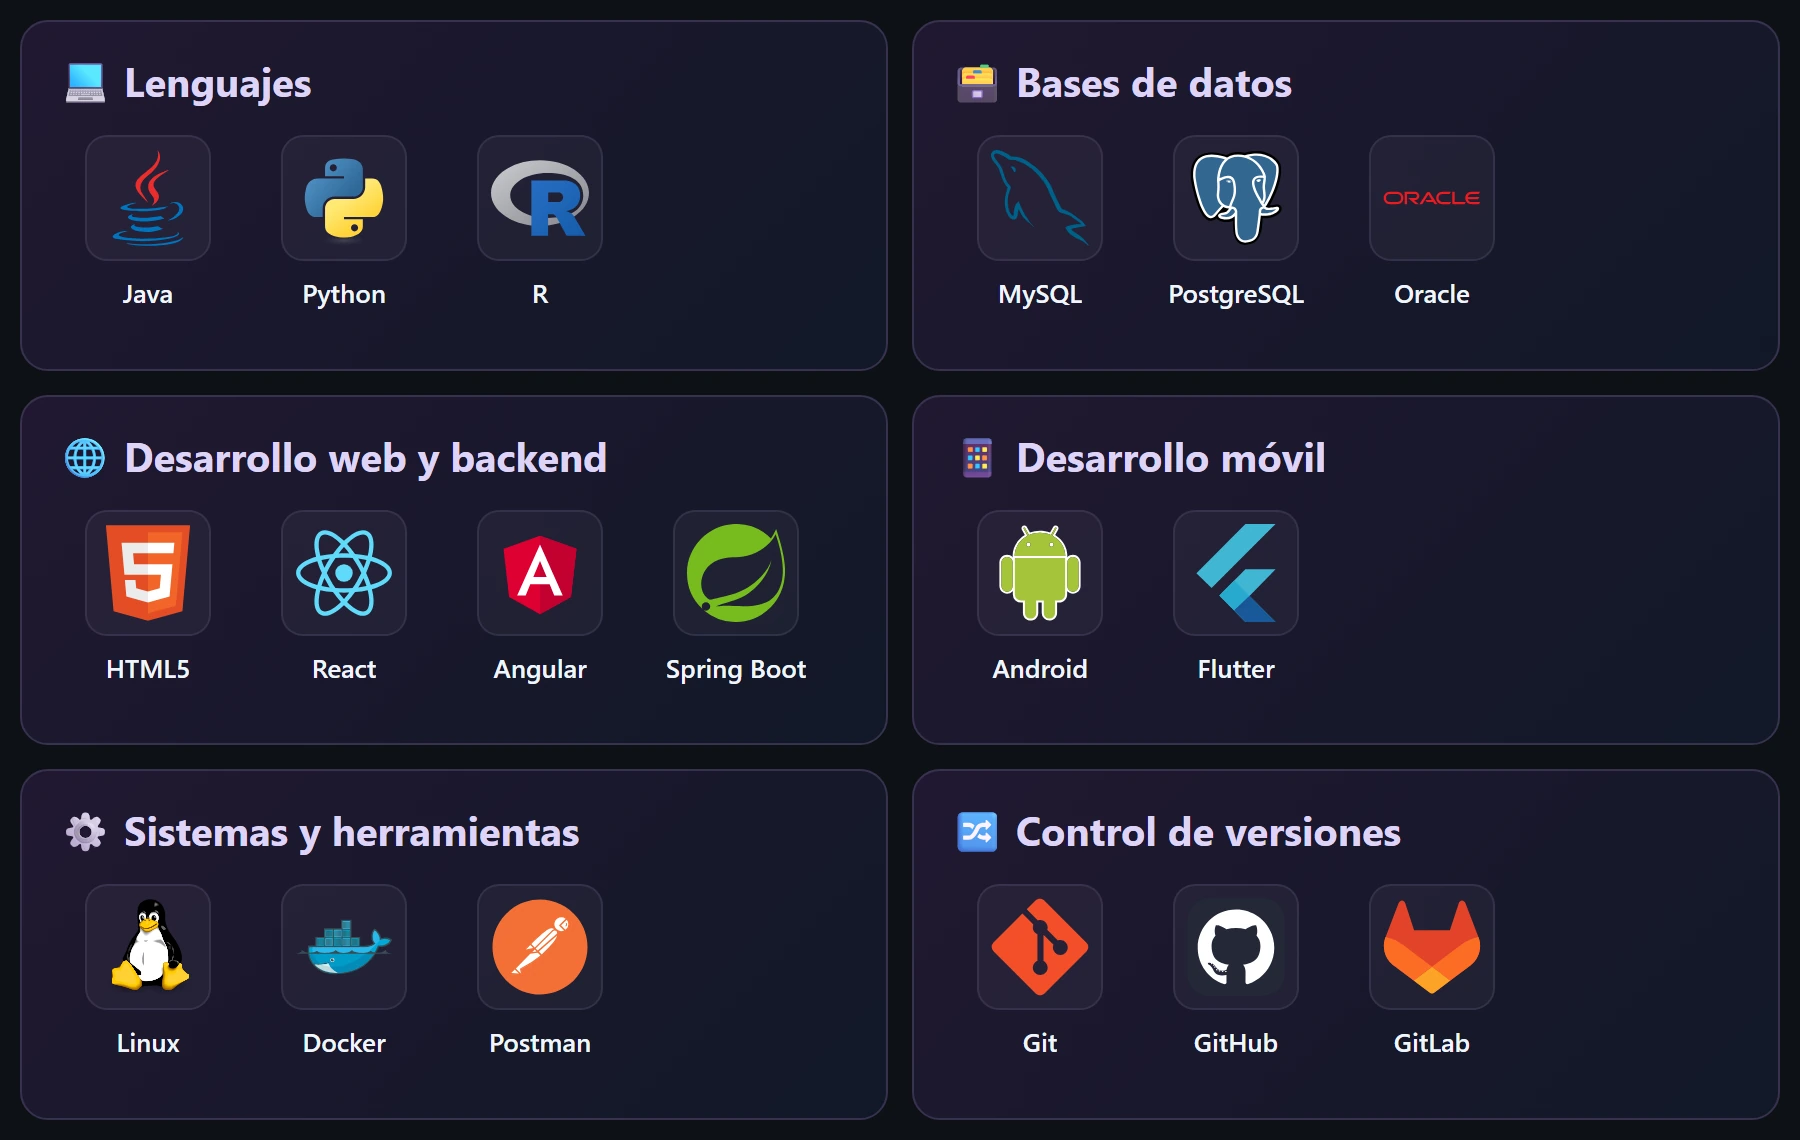 Lenguajes
Java
Python
R
Bases de datos
MySQL
PostgreSQL
ORACLE
Oracle
Desarrollo web y backend
HTML5
React
Angular
Spring Boot
Desarrollo móvil
Android
Flutter
Sistemas y herramientas
Linux
Docker
Postman
Control de versiones
Git
GitHub
GitLab